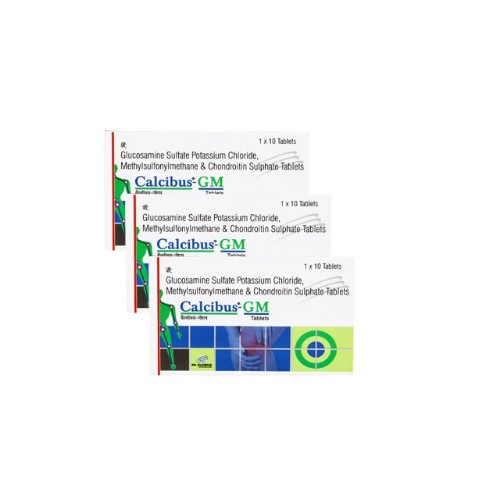 1 x 10 Tablets
Glucosamine Sulfate Potassium Chloride,
Methylsulfonylmethane & Chondroitin Sulphate-Tablets
Calcibus-GM
Tablets
1 x 10 Tablets
Glucosamine Sulfate Potassium Chloride,
Methylsulfonylmethane & Chondroitin Sulphate-Tablets
Calcibus-GM
1 x 10 Tablets
Glucosamine Sulfate Potassium Chloride,
Methylsulfonylmethane & Chondroitin Sulphate-Tablets
Calcibus-GM
Tablets